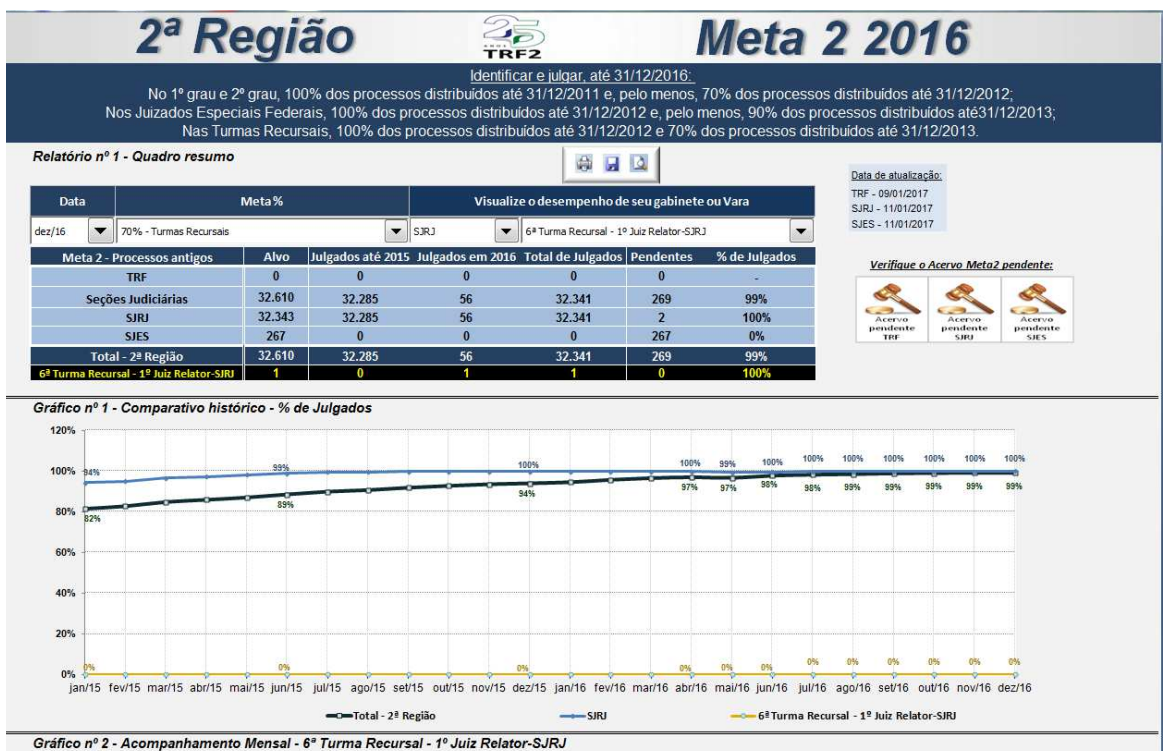 2ª Região
25
ANOS
TRF2
Meta 2 2016
Identificar e julgar, até 31/12/2016:
No 1º grau e 2º grau, 100% dos processos distribuídos até 31/12/2011 e, pelo menos, 70% dos processos distribuídos até 31/12/2012;
Nos Juizados Especiais Federais, 100% dos processos distribuídos até 31/12/2012 e, pelo menos, 90% dos processos distribuídos até31/12/2013;
Nas Turmas Recursais, 100% dos processos distribuídos até 31/12/2012 e 70% dos processos distribuídos até 31/12/2013.
Relatório nº 1 - Quadro resumo
Data de atualização:
TRF - 09/01/2017
SJRJ - 11/01/2017
SJES - 11/01/2017
Data Meta % Visualize o desempenho de seu gabinete ou Vara
dez/16 70% - Turmas Recursais SJRJ 6ª Turma Recursal - 1º Juiz Relator-SJRJ
Meta 2 - Processos antigos Alvo Julgados até 2015 Julgados em 2016 Total de Julgados Pendentes % de Julgados
TRF 0 0 0 0 0 -
Seções Judiciárias 32.610 32.285 56 32.341 269 99%
SJRJ 32.343 32.285 56 32.341 2 100%
SJES 267 0 0 0 267 0%
Total - 2ª Região 32.610 32.285 56 32.341 269 99%
6ª Turma Recursal - 1º Juiz Relator-SJRJ 1 0 1 1 0 100%
Verifique o Acervo Meta2 pendente:
Acervo pendente TRF
Acervo pendente SJRJ
Acervo pendente SJES
Gráfico nº 1 - Comparativo histórico - % de Julgados
120%
100%
80%
60%
40%
20%
0%
94% 99% 100% 100% 99% 100% 100% 100% 100% 100% 100% 100%
82% 89% 94% 97% 97% 98% 98% 99% 99% 99% 99% 99%
0% 0% 0% 0% 0% 0% 0% 0% 0% 0% 0% 0%
jan/15 fev/15 mar/15 abr/15 mai/15 jun/15 jul/15 ago/15 set/15 out/15 nov/15 dez/15 jan/16 fev/16 mar/16 abr/16 mai/16 jun/16 jul/16 ago/16 set/16 out/16 nov/16 dez/16
Total - 2ª Região SJRJ 6ª Turma Recursal - 1º Juiz Relator-SJRJ
Gráfico nº 2 - Acompanhamento Mensal - 6ª Turma Recursal - 1º Juiz Relator-SJRJ